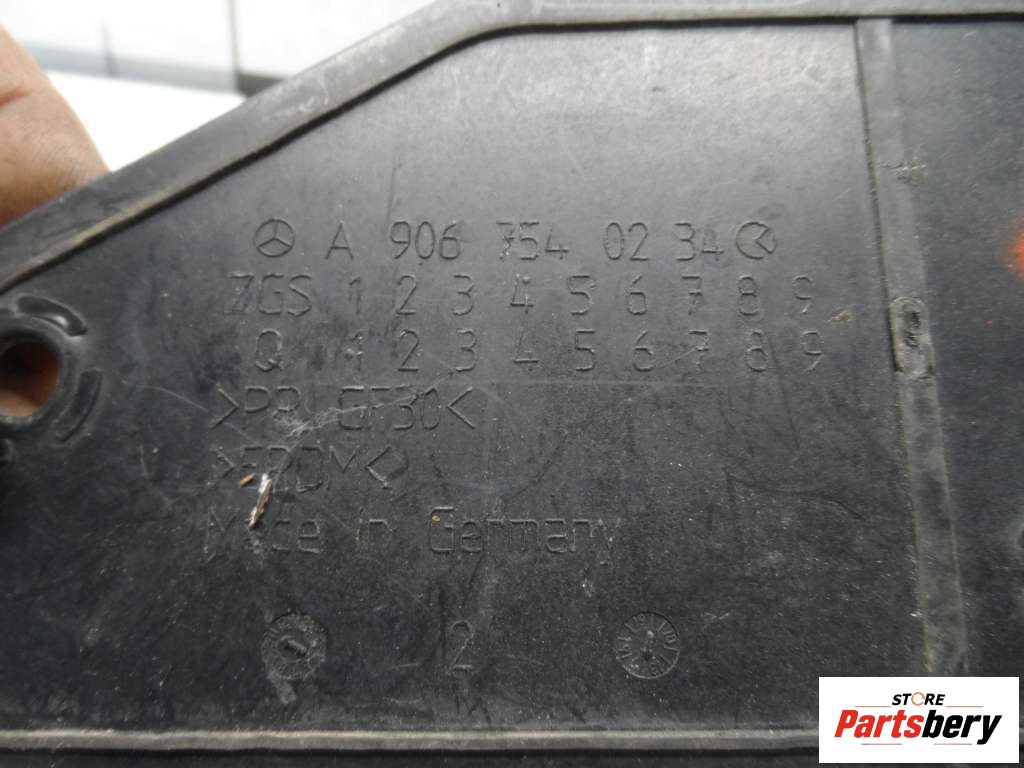 A 906 754 02 34
ZGS 1 2 3 4 5 6 7 8 9
Q 1 2 3 4 5 6 7 8 9
>PP GF30<
>EPDM<
Made in Germany
2
STORE
Partsbery